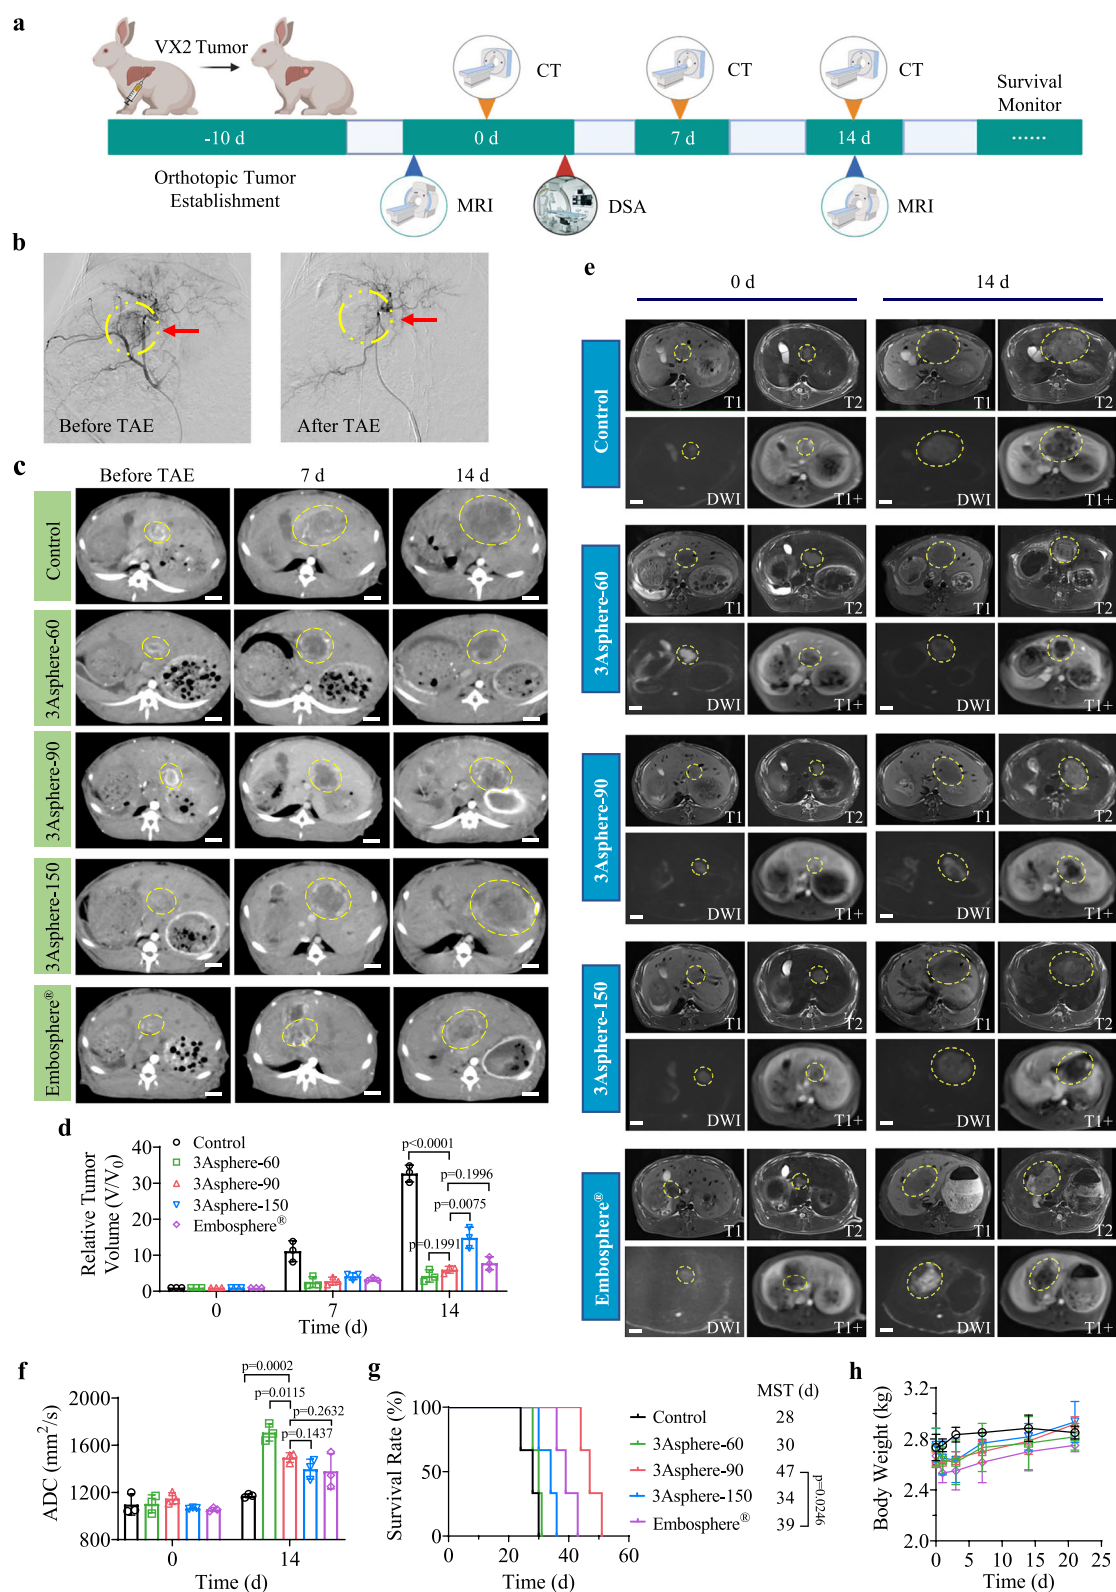 a
VX2 Tumor
CT
CT
CT
Survival
Monitor
-10 d
0 d
7 d
14 d
......
Orthotopic Tumor
Establishment
MRI
DSA
MRI
b
Before TAE
After TAE
c
Before TAE
7 d
14 d
Control
3Asphere-60
3Asphere-90
3Asphere-150
Embosphere®
d
Relative Tumor
Volume (V/V0)
40
30
20
10
0
Control
3Asphere-60
3Asphere-90
3Asphere-150
Embosphere®
p<0.0001
p=0.1996
p=0.0075
p=0.1991
0
7
14
Time (d)
e
0 d
14 d
Control
T1
T2
T1
T2
DWI
T1+
DWI
T1+
3Asphere-60
T1
T2
T1
T2
DWI
T1+
DWI
T1+
3Asphere-90
T1
T2
T1
T2
DWI
T1+
DWI
T1+
3Asphere-150
T1
T2
T1
T2
DWI
T1+
DWI
T1+
Embosphere®
T1
T2
T1
T2
DWI
T1+
DWI
T1+
f
ADC (mm²/s)
2000
1600
1200
800
p=0.0002
p=0.0115
p=0.2632
p=0.1437
0
14
Time (d)
g
Survival Rate (%)
100
50
0
0
20
40
60
Time (d)
MST (d)
Control 28
3Asphere-60 30
3Asphere-90 47
3Asphere-150 34
Embosphere® 39
p=0.0246
h
Body Weight (kg)
3.2
2.8
2.4
2.0
0
5
10
15
20
25
Time (d)